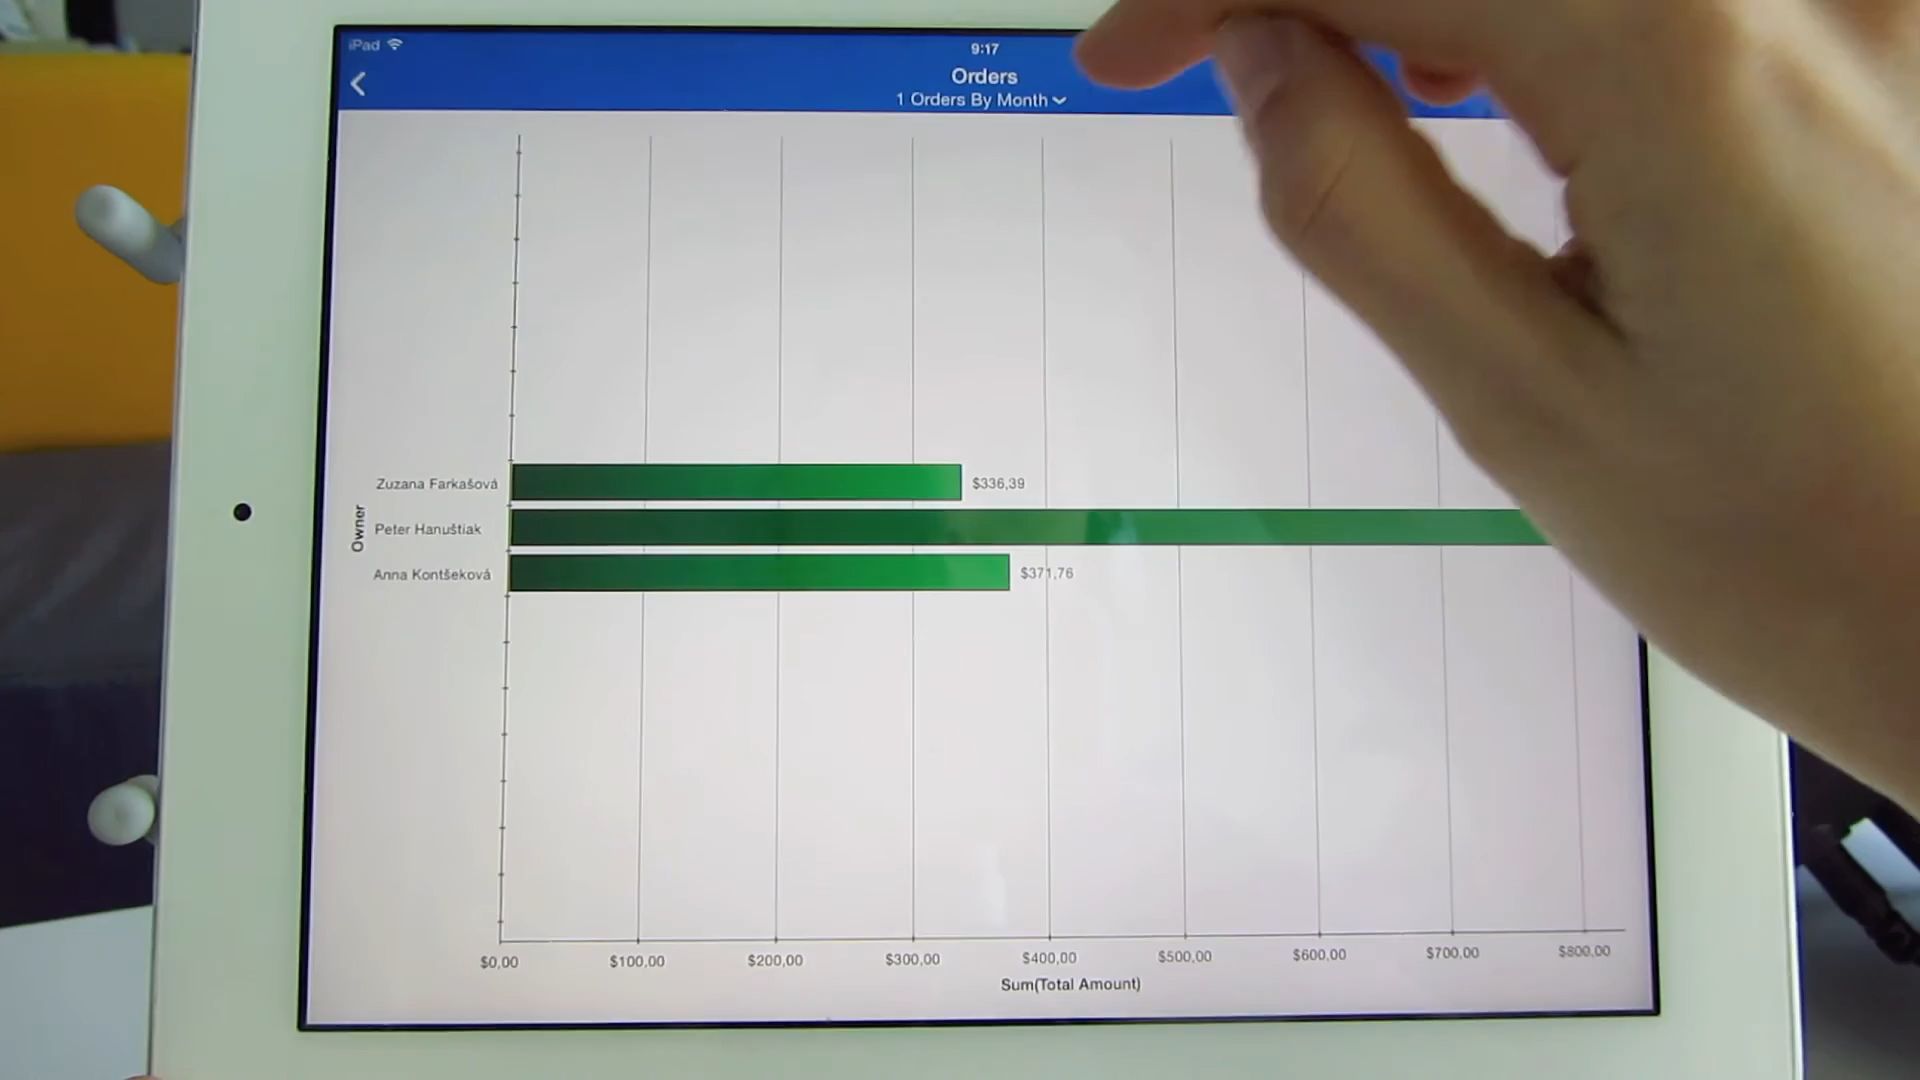 iPad
9:17
Orders
1 Orders By Month
Zuzana Farkašová
$336,39
Owner
Peter Hanuštiak
Anna Kontšeková
$371,76
$0,00
$100,00
$200,00
$300,00
$400,00
$500,00
$600,00
$700,00
$800,00
Sum(Total Amount)